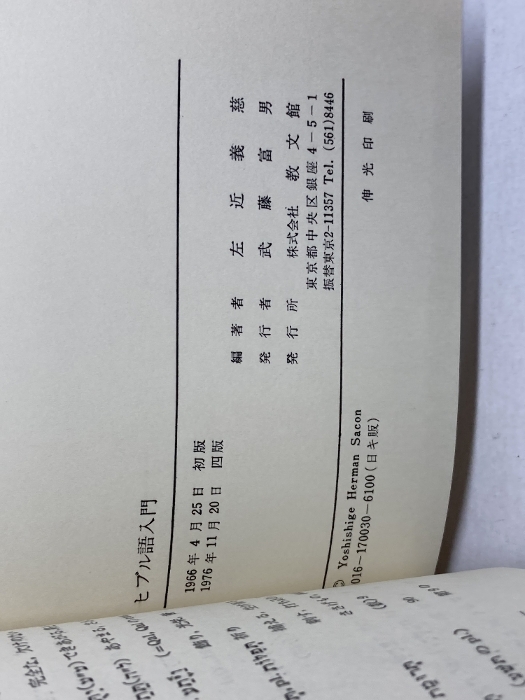 ヒブル語入門
1966年4月25日 初版
1976年11月20日 四版
編著者 左近義慈
発行者 武藤富男
発行所 株式会社 教文館
東京都中央区銀座4-5-1
振替東京2-11357 Tel. (561)8446
伸光印刷
© Yoshishige Herman Sacon
016-170030-6100(日キ販)